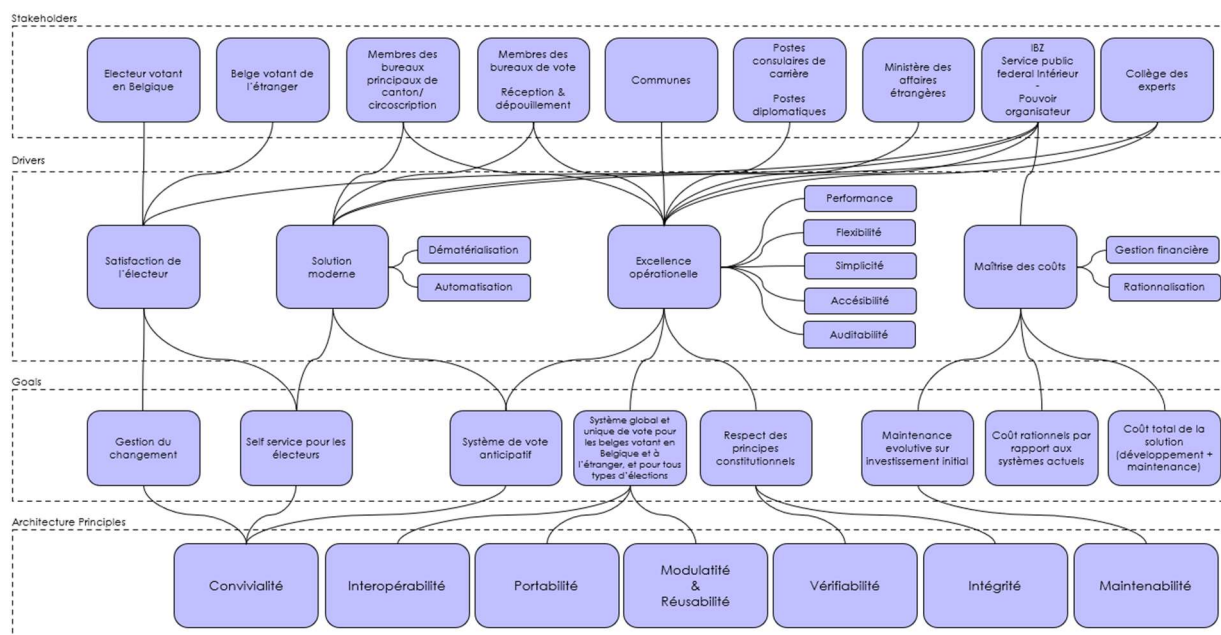 Stakeholders
Electeur votant
en Belgique
Belge votant de
l'étranger
Membres des
bureaux
principaux de
canton/
circoscription
Membres des
bureaux de vote
Réception &
dépouillement
Communes
Postes
consulaires de
carrière
Postes
diplomatiques
Ministère des
affaires
étrangères
IBZ
Service public
federal Intérieur
-
Pouvoir
organisateur
Collège des
experts
Drivers
Satisfaction de
l'électeur
Solution
moderne
Dématérialisation
Automatisation
Excellence
opérationelle
Performance
Flexibilité
Simplicité
Accésibilité
Auditabilité
Maîtrise des coûts
Gestion financière
Rationnalisation
Goals
Gestion du
changement
Self service pour les
électeurs
Système de vote
anticipatif
Système global et
unique de vote pour
les belges votant en
Belgique et à
l'étranger, et pour tous
types d'élections
Respect des
principes
constitutionnels
Maintenance
evolutive sur
investissement initial
Coût rationnels par
rapport aux
systèmes actuels
Coût total de la
solution
(développement +
maintenance)
Architecture Principles
Convivialité
Interopérabilité
Portabilité
Modulatité
&
Réusabilité
Vérifiabilité
Intégrité
Maintenabilité